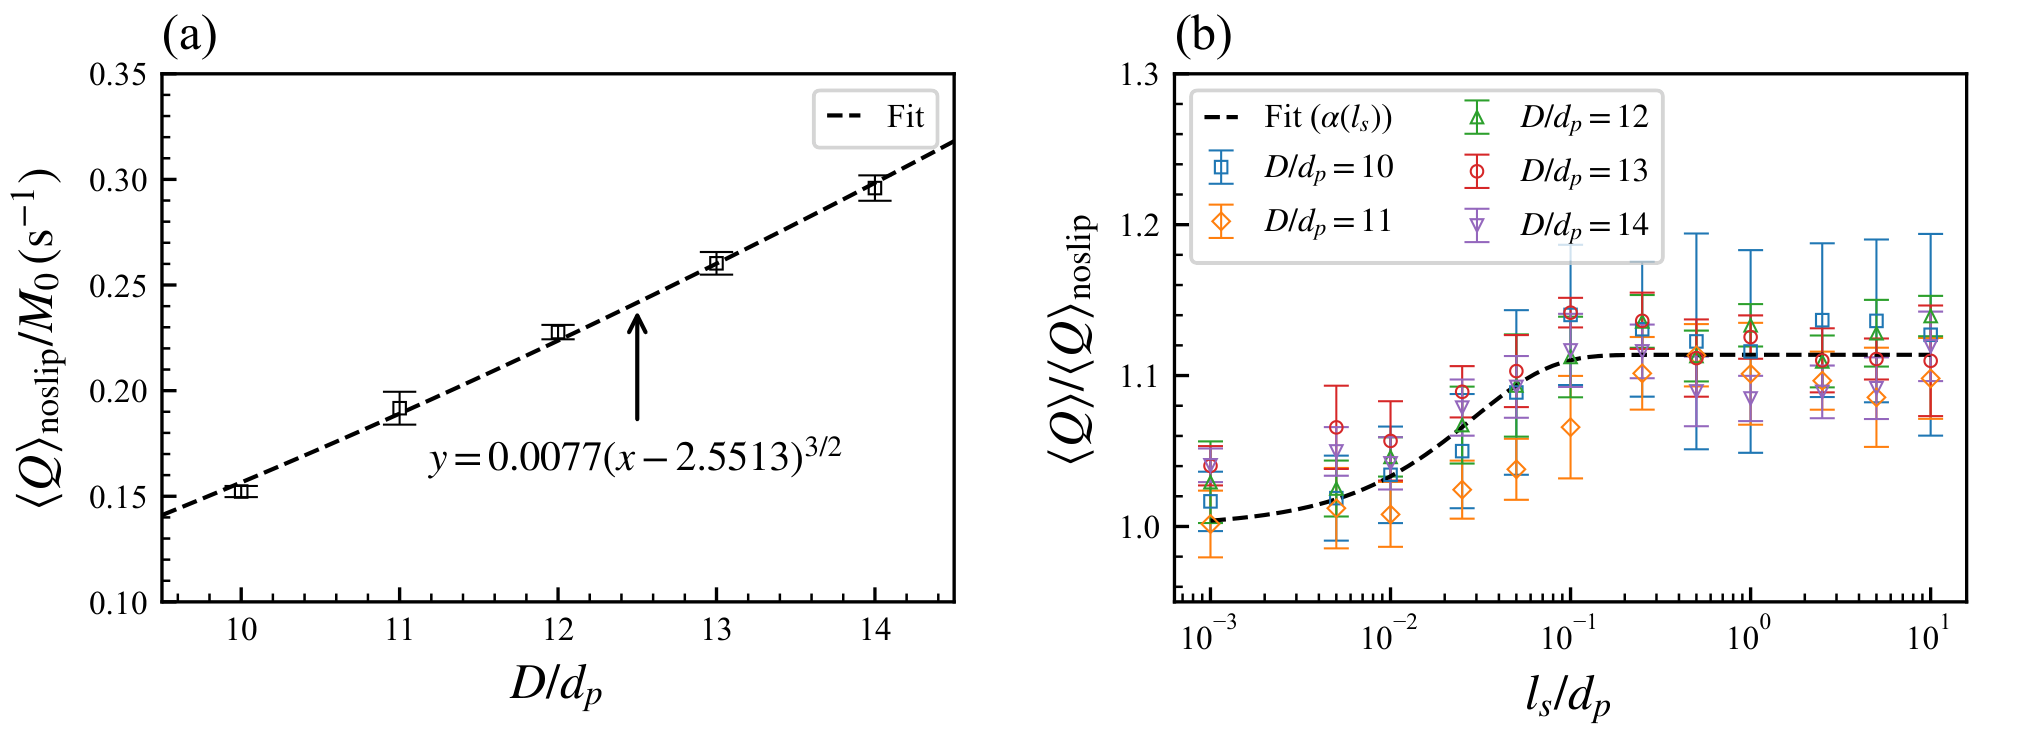 (a)
0.35
0.30
0.25
0.20
0.15
0.10
10 11 12 13 14
⟨Q⟩noslip/M₀ (s⁻¹)
D/dₚ
Fit
y = 0.0077(x − 2.5513)³ᐟ²
(b)
1.3
1.2
1.1
1.0
10⁻³ 10⁻² 10⁻¹ 10⁰ 10¹
⟨Q⟩/⟨Q⟩noslip
lₛ/dₚ
Fit (α(lₛ))
D/dₚ = 10
D/dₚ = 11
D/dₚ = 12
D/dₚ = 13
D/dₚ = 14